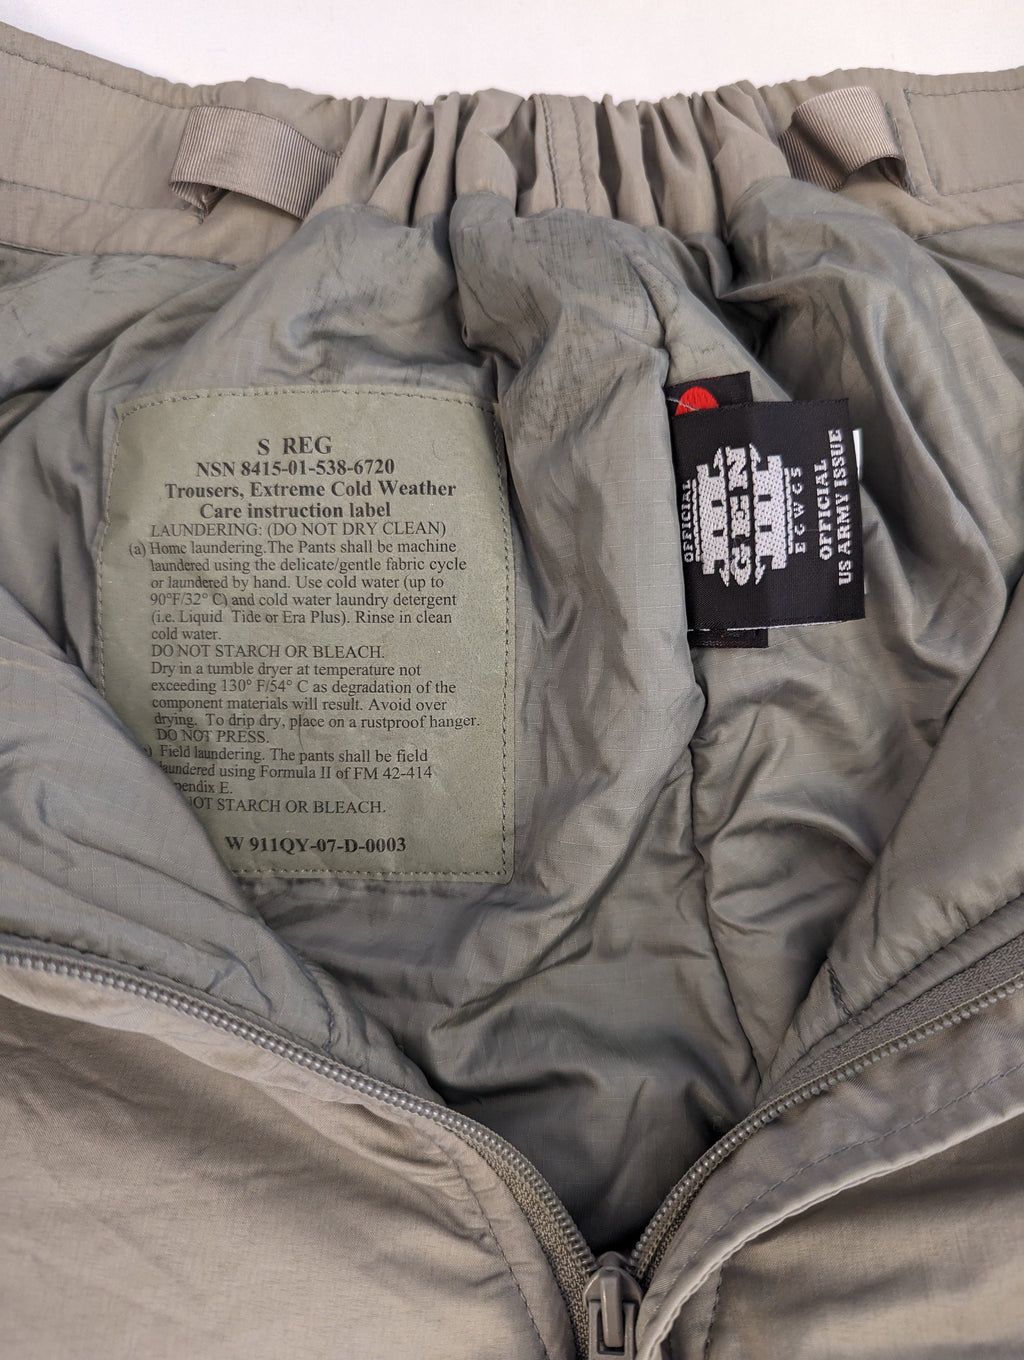 S REG
NSN 8415-01-538-6720
Trousers, Extreme Cold Weather
Care instruction label
LAUNDERING: (DO NOT DRY CLEAN)
(a) Home laundering.The Pants shall be machine
laundered using the delicate/gentle fabric cycle
or laundered by hand. Use cold water (up to
90°F/32° C) and cold water laundry detergent
(i.e. Liquid Tide or Era Plus). Rinse in clean
cold water.
DO NOT STARCH OR BLEACH.
Dry in a tumble dryer at temperature not
exceeding 130° F/54° C as degradation of the
component materials will result. Avoid over
drying. To drip dry, place on a rustproof hanger.
DO NOT PRESS.
) Field laundering. The pants shall be field
laundered using Formula II of FM 42-414
pendix E.
NOT STARCH OR BLEACH.
W 911QY-07-D-0003
OFFICIAL
GEN
III
ECWCS
OFFICIAL
US ARMY ISSUE